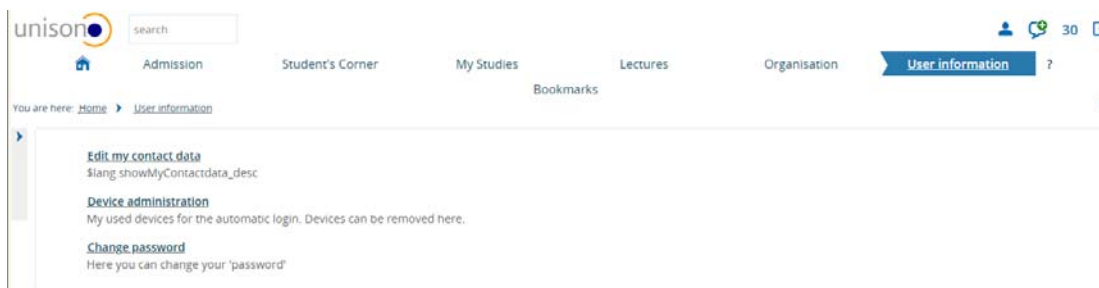 unisono
search
30
Admission
Student's Corner
My Studies
Lectures
Organisation
User information
?
Bookmarks
You are here: Home
User information
Edit my contact data
$lang showMyContactdata_desc
Device administration
My used devices for the automatic login. Devices can be removed here.
Change password
Here you can change your 'password'